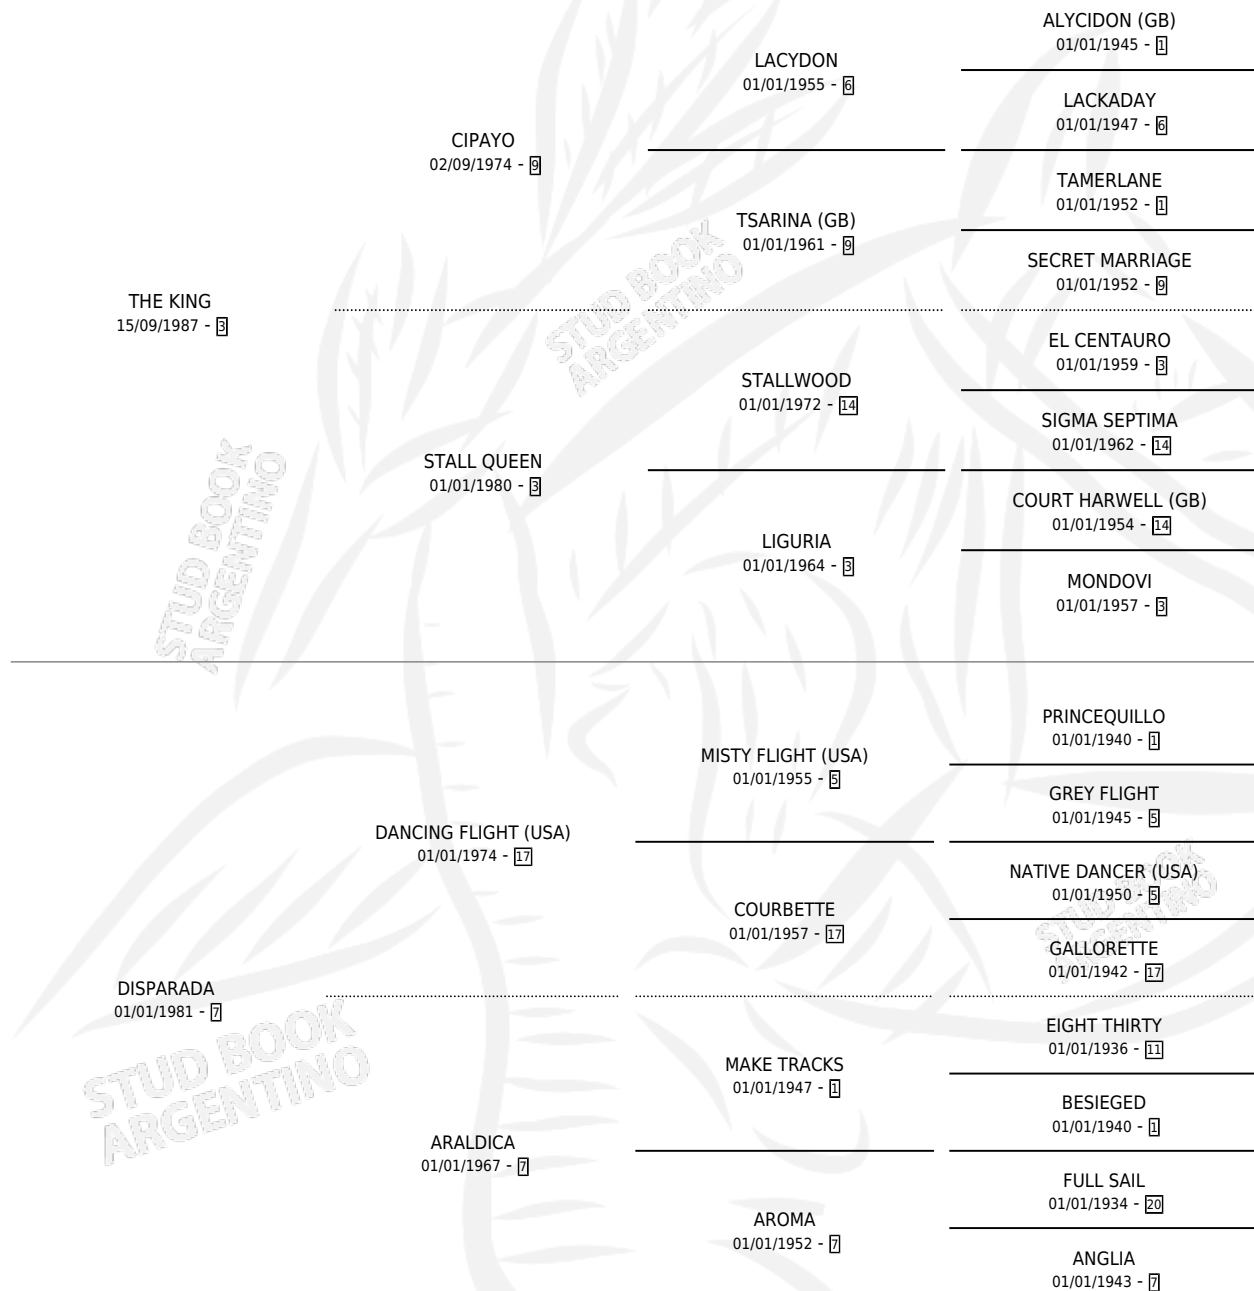 ALYCIDON (GB)
01/01/1945 - 1
LACYDON
01/01/1955 - 6
LACKADAY
01/01/1947 - 6
CIPAYO
02/09/1974 - 9
TAMERLANE
01/01/1952 - 1
TSARINA (GB)
01/01/1961 - 9
SECRET MARRIAGE
01/01/1952 - 9
THE KING
15/09/1987 - 3
EL CENTAURO
01/01/1959 - 3
STALLWOOD
01/01/1972 - 14
SIGMA SEPTIMA
01/01/1962 - 14
STALL QUEEN
01/01/1980 - 3
COURT HARWELL (GB)
01/01/1954 - 14
LIGURIA
01/01/1964 - 3
MONDOVI
01/01/1957 - 3
PRINCEQUILLO
01/01/1940 - 1
MISTY FLIGHT (USA)
01/01/1955 - 5
GREY FLIGHT
01/01/1945 - 5
DANCING FLIGHT (USA)
01/01/1974 - 17
NATIVE DANCER (USA)
01/01/1950 - 5
COURBETTE
01/01/1957 - 17
GALLORETTE
01/01/1942 - 17
DISPARADA
01/01/1981 - 7
EIGHT THIRTY
01/01/1936 - 11
MAKE TRACKS
01/01/1947 - 1
BESIEGED
01/01/1940 - 1
ARALDICA
01/01/1967 - 7
FULL SAIL
01/01/1934 - 20
AROMA
01/01/1952 - 7
ANGLIA
01/01/1943 - 7
STUD BOOK
ARGENTINO
STUD BOOK
ARGENTINO
STUD BOOK
ARGENTINO
STUD BOOK
ARGENTINO